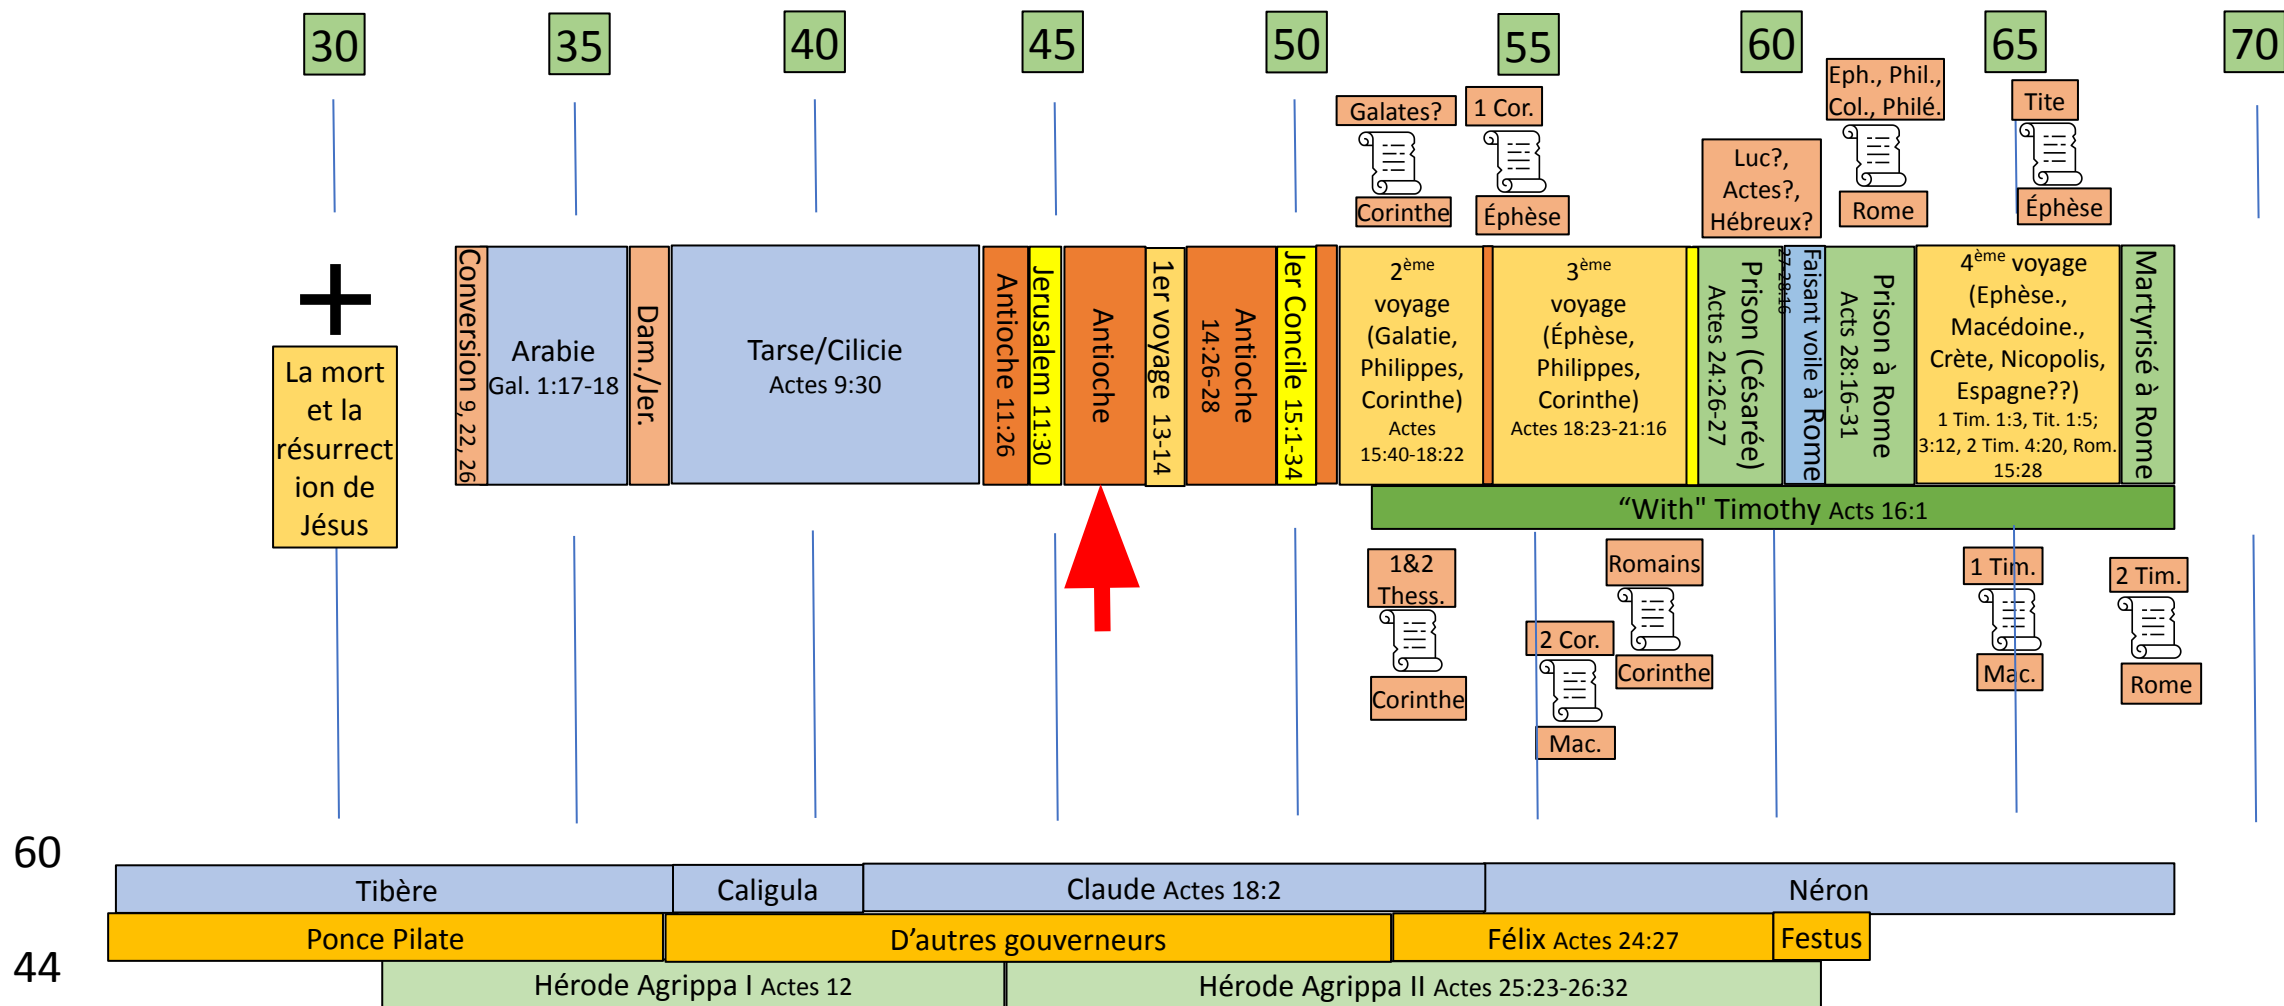 30
35
40
45
50
55
60
65
70
Galates?
Corinthe
1 Cor.
Éphèse
Luc?,
Actes?,
Hébreux?
Eph., Phil.,
Col., Philé.
Rome
Tite
Éphèse
La mort
et la
résurrect
ion de
Jésus
Conversion 9, 22, 26
Arabie
Gal. 1:17-18
Dam./Jer.
Tarse/Cilicie
Actes 9:30
Antioche 11:26
Jerusalem 11:30
Antioche
1er voyage 13-14
Antioche
14:26-28
Jer Concile 15:1-34
2ème
voyage
(Galatie,
Philippes,
Corinthe)
Actes
15:40-18:22
3ème
voyage
(Éphèse,
Philippes,
Corinthe)
Actes 18:23-21:16
Prison (Césarée)
Actes 24:26-27
Faisant voile à Rome
27-28:16
Prison à Rome
Acts 28:16-31
4ème voyage
(Ephèse.,
Macédoine.,
Crète, Nicopolis,
Espagne??)
1 Tim. 1:3, Tit. 1:5;
3:12, 2 Tim. 4:20, Rom.
15:28
Martyrisé à Rome
“With" Timothy Acts 16:1
1&2
Thess.
Corinthe
2 Cor.
Mac.
Romains
Corinthe
1 Tim.
Mac.
2 Tim.
Rome
60
Tibère
Caligula
Claude Actes 18:2
Néron
Ponce Pilate
D’autres gouverneurs
Félix Actes 24:27
Festus
44
Hérode Agrippa I Actes 12
Hérode Agrippa II Actes 25:23-26:32